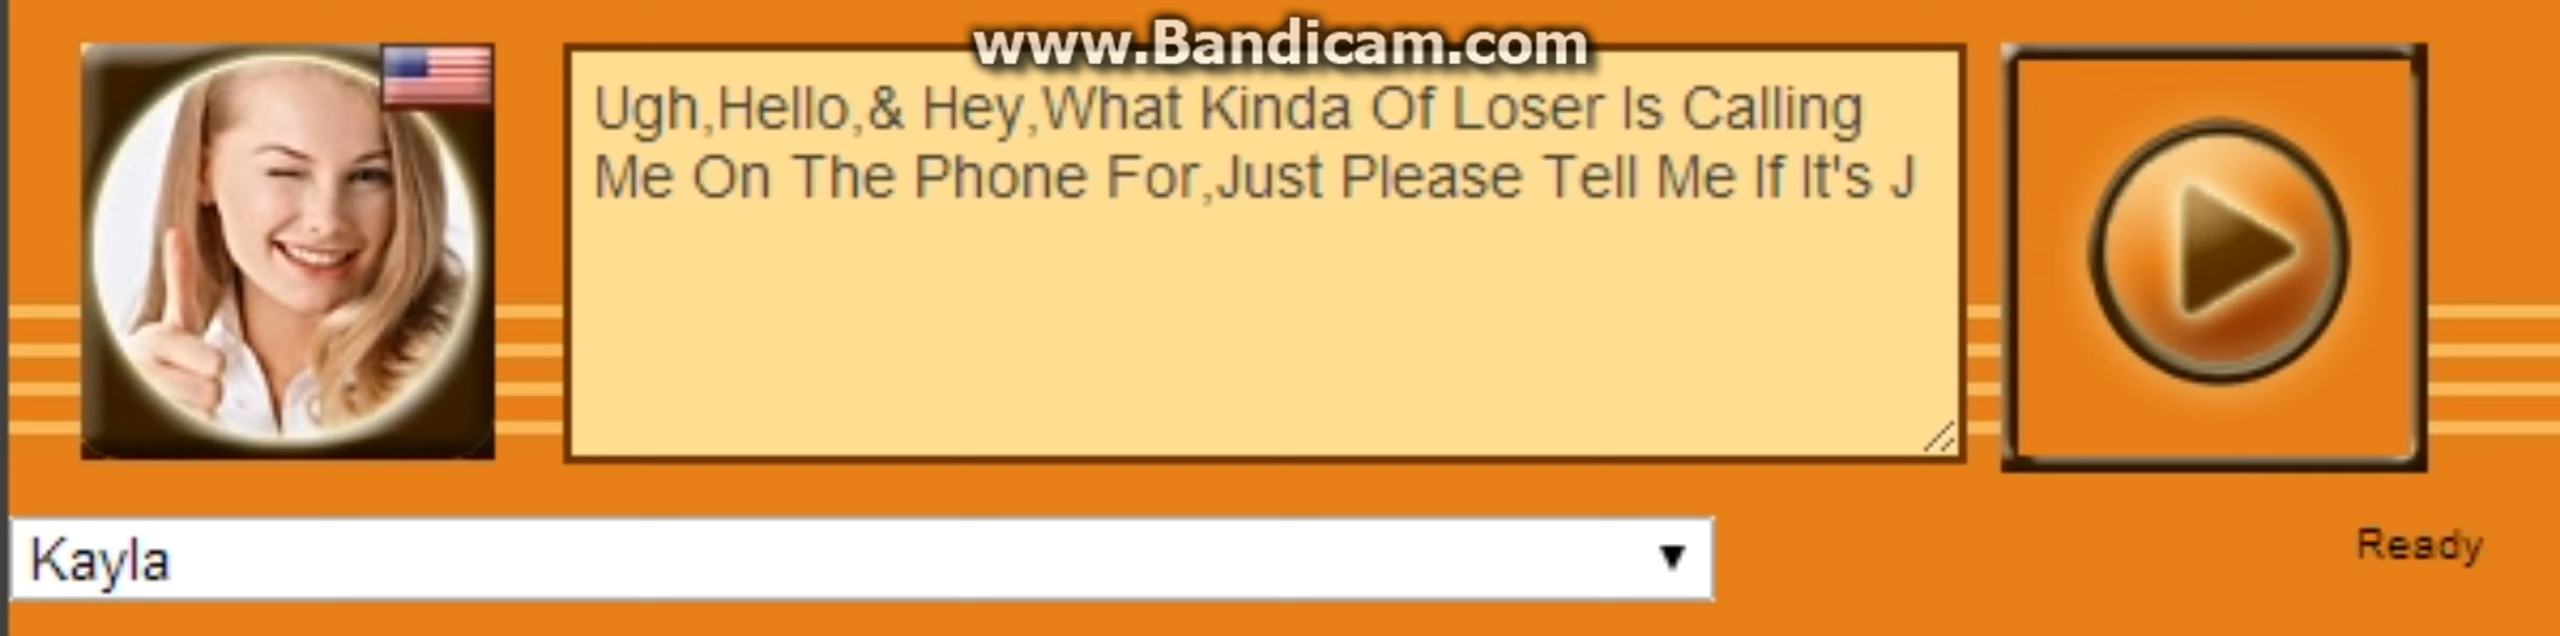 www.Bandicam.com
Ugh,Hello,& Hey,What Kinda Of Loser Is Calling
Me On The Phone For,Just Please Tell Me If It's J
Kayla
Ready